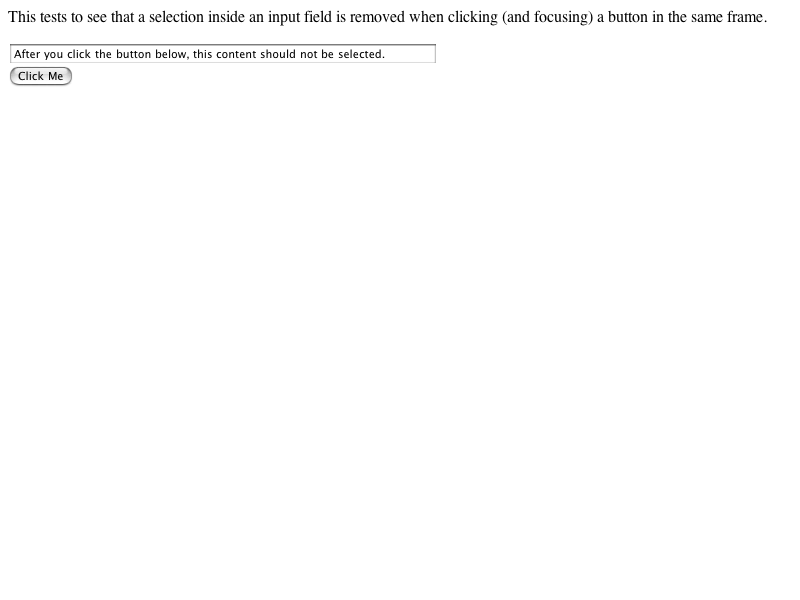 This tests to see that a selection inside an input field is removed when clicking (and focusing) a button in the same frame.
After you click the button below, this content should not be selected.
Click Me